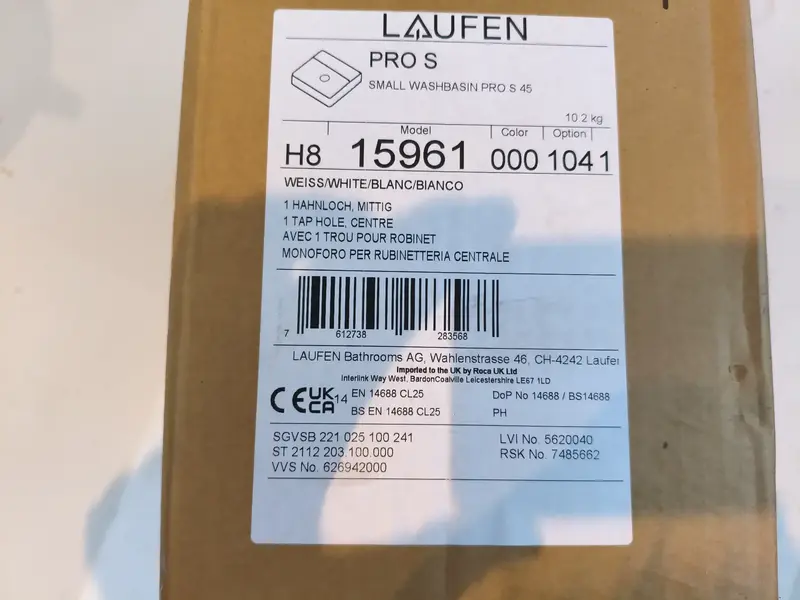 LAUFEN
PRO S
SMALL WASHBASIN PRO S 45
10.2 kg
Model Color Option
H8 15961 000 1041
WEISS/WHITE/BLANC/BIANCO
1 HAHNLOCH, MITTIG
1 TAP HOLE, CENTRE
AVEC 1 TROU POUR ROBINET
MONOFORO PER RUBINETTERIA CENTRALE
7 612738 283568
LAUFEN Bathrooms AG, Wahlenstrasse 46, CH-4242 Laufen
Imported to the UK by Roca UK Ltd
Interlink Way West, BardonCoalville Leicestershire LE67 1LD
CE UKCA 14 EN 14688 CL25 DoP No 14688 / BS14688
BS EN 14688 CL25 PH
SGVSB 221 025 100 241 LVI No. 5620040
ST 2112 203.100.000 RSK No. 7485662
VVS No. 626942000